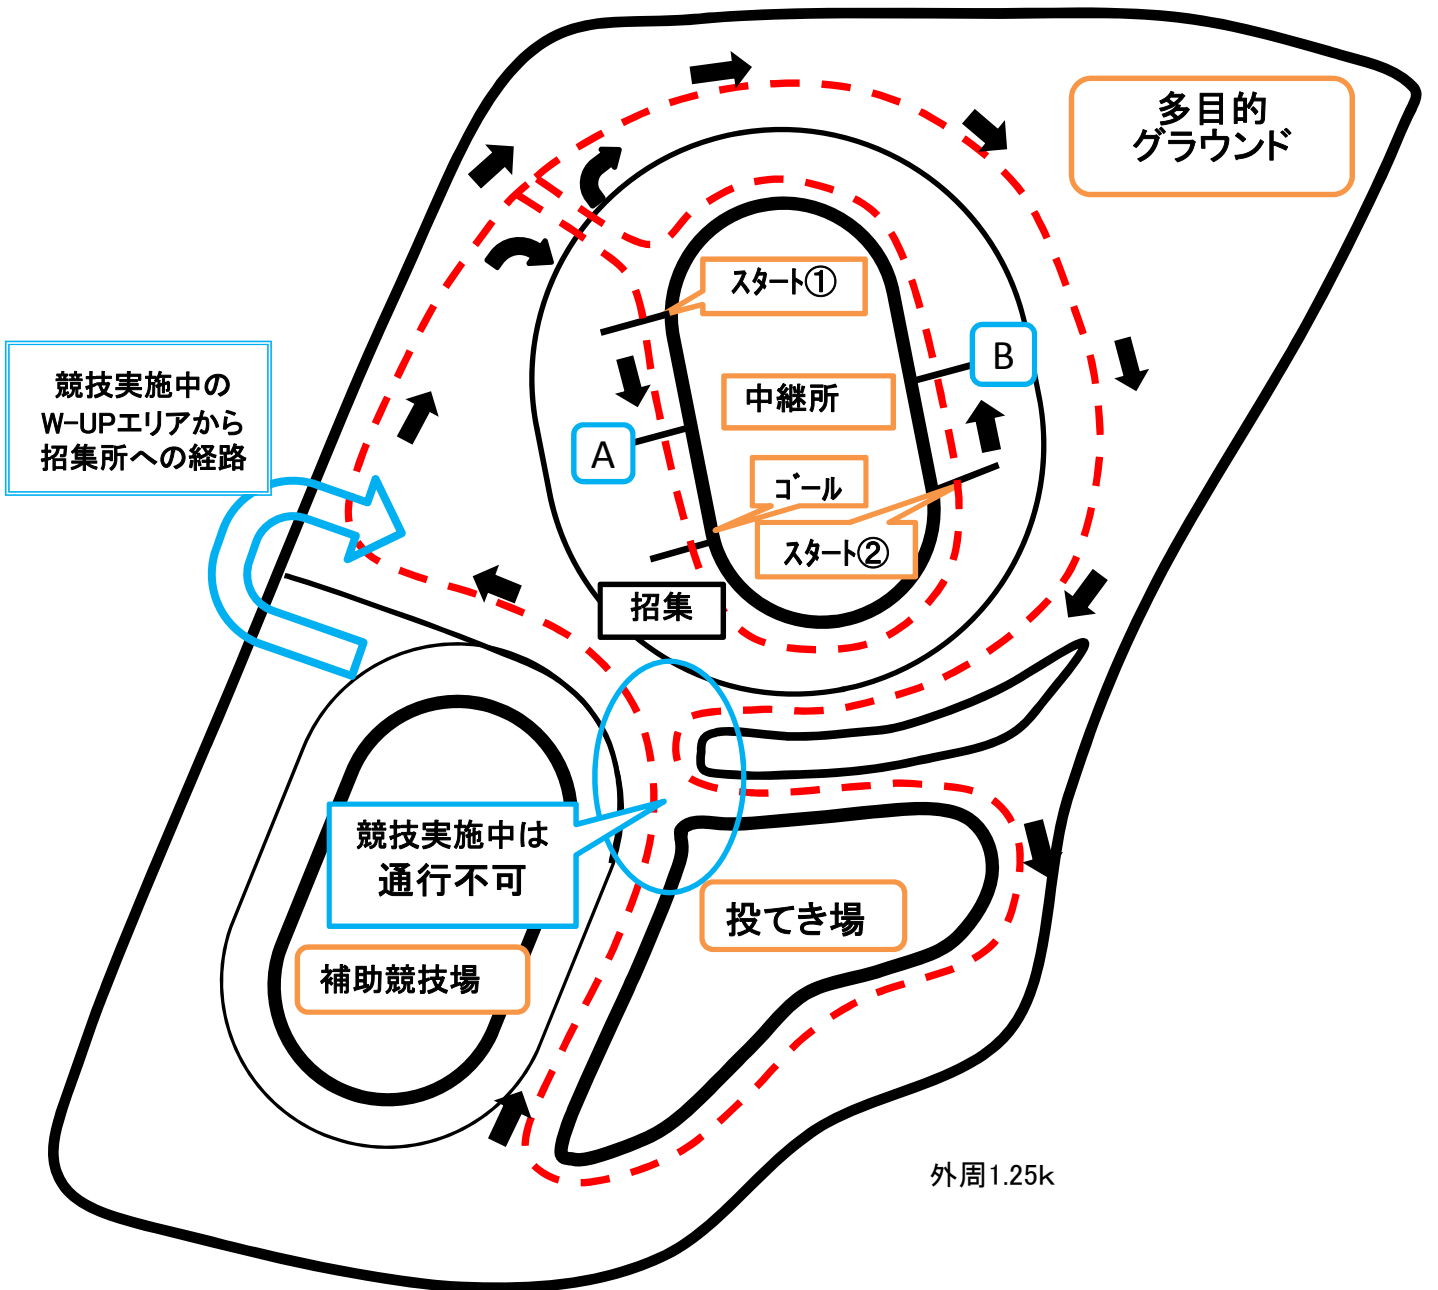 多目的
グラウンド
スタート①
B
競技実施中の
W-UPエリアから
招集所への経路
中継所
A
ゴール
スタート②
招集
競技実施中は
通行不可
投てき場
補助競技場
外周1.25k